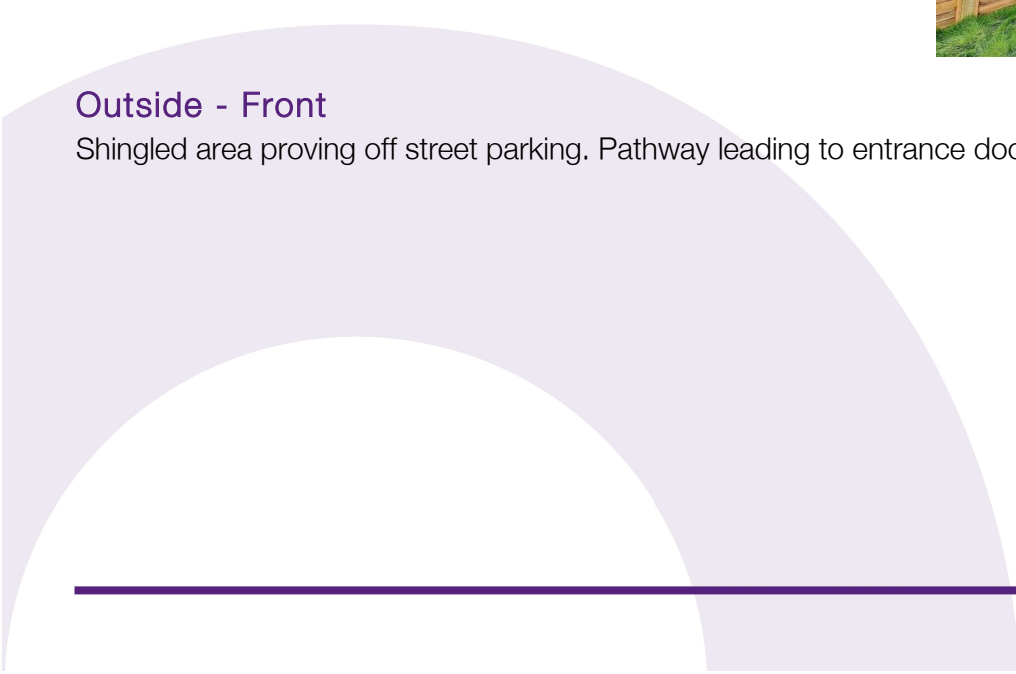 Outside - Front
Shingled area proving off street parking. Pathway leading to entrance